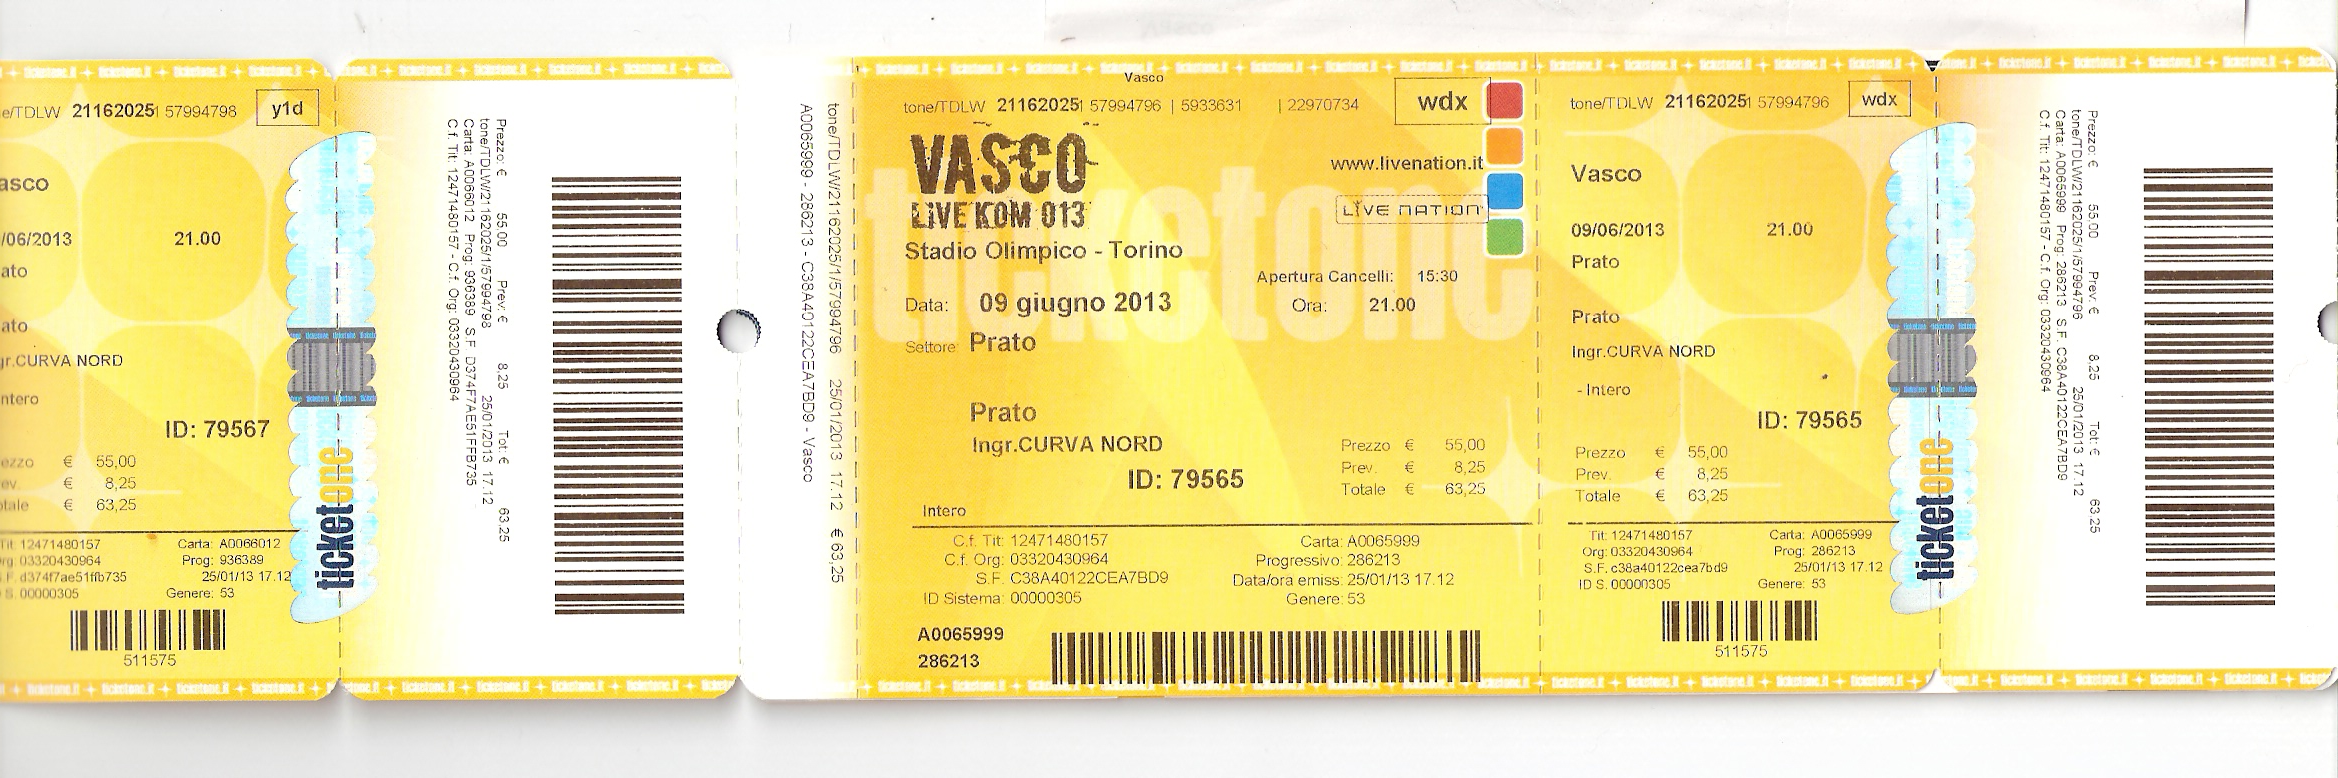 e/TDLW 211620251 57994798
y1d
asco
/06/2013 21.00
ato
ato
gr.CURVA NORD
ntero
ID: 79567
ezzo € 55,00
ev. € 8,25
otale € 63,25
Tit: 12471480157 Carta: A0066012
rg: 03320430964 Prog: 936389
F. d374f7ae51ffb735 25/01/13 17.12
S. 00000305 Genere: 53
511575
ticketone
Prezzo: € 55.00 Prev.: € 8,25 Tot: € 63.25
tone/TDLW/21162025/1/57994798 25/01/2013 17.12
Carta: A0066012 Prog: 936389 S.F. D374F7AE51FFB735
C.f. Tit: 12471480157 - C.f. Org: 03320430964
tone/TDLW/21162025/1/57994796 25/01/2013 17.12 € 63,25
A0065999 - 286213 - C38A40122CEA7BD9 - Vasco
Vasco
tone/TDLW 211620251 57994796 | 5933631 | 22970734
wdx
VASCO
LIVE KOM 013
www.livenation.it
LIVE NATION
ticketone
Stadio Olimpico - Torino
Apertura Cancelli: 15:30
Data: 09 giugno 2013 Ora: 21.00
Settore: Prato
Prato
Ingr.CURVA NORD
ID: 79565
Prezzo € 55,00
Prev. € 8,25
Totale € 63,25
Intero
C.f. Tit: 12471480157 Carta: A0065999
C.f. Org: 03320430964 Progressivo: 286213
S.F. C38A40122CEA7BD9 Data/ora emiss: 25/01/13 17.12
ID Sistema: 00000305 Genere: 53
A0065999
286213
tone/TDLW 211620251 57994796
wdx
Vasco
09/06/2013 21.00
Prato
Prato
Ingr.CURVA NORD
- Intero
ID: 79565
Prezzo € 55,00
Prev. € 8,25
Totale € 63,25
Tit: 12471480157 Carta: A0065999
Org: 03320430964 Prog: 286213
S.F. c38a40122cea7bd9 25/01/13 17.12
ID S. 00000305 Genere: 53
511575
ticketone
Prezzo: € 55.00 Prev.: € 8,25 Tot: € 63.25
tone/TDLW/21162025/1/57994796 25/01/2013 17.12
Carta: A0065999 Prog: 286213 S.F. C38A40122CEA7BD9
C.f. Tit: 12471480157 - C.f. Org: 03320430964